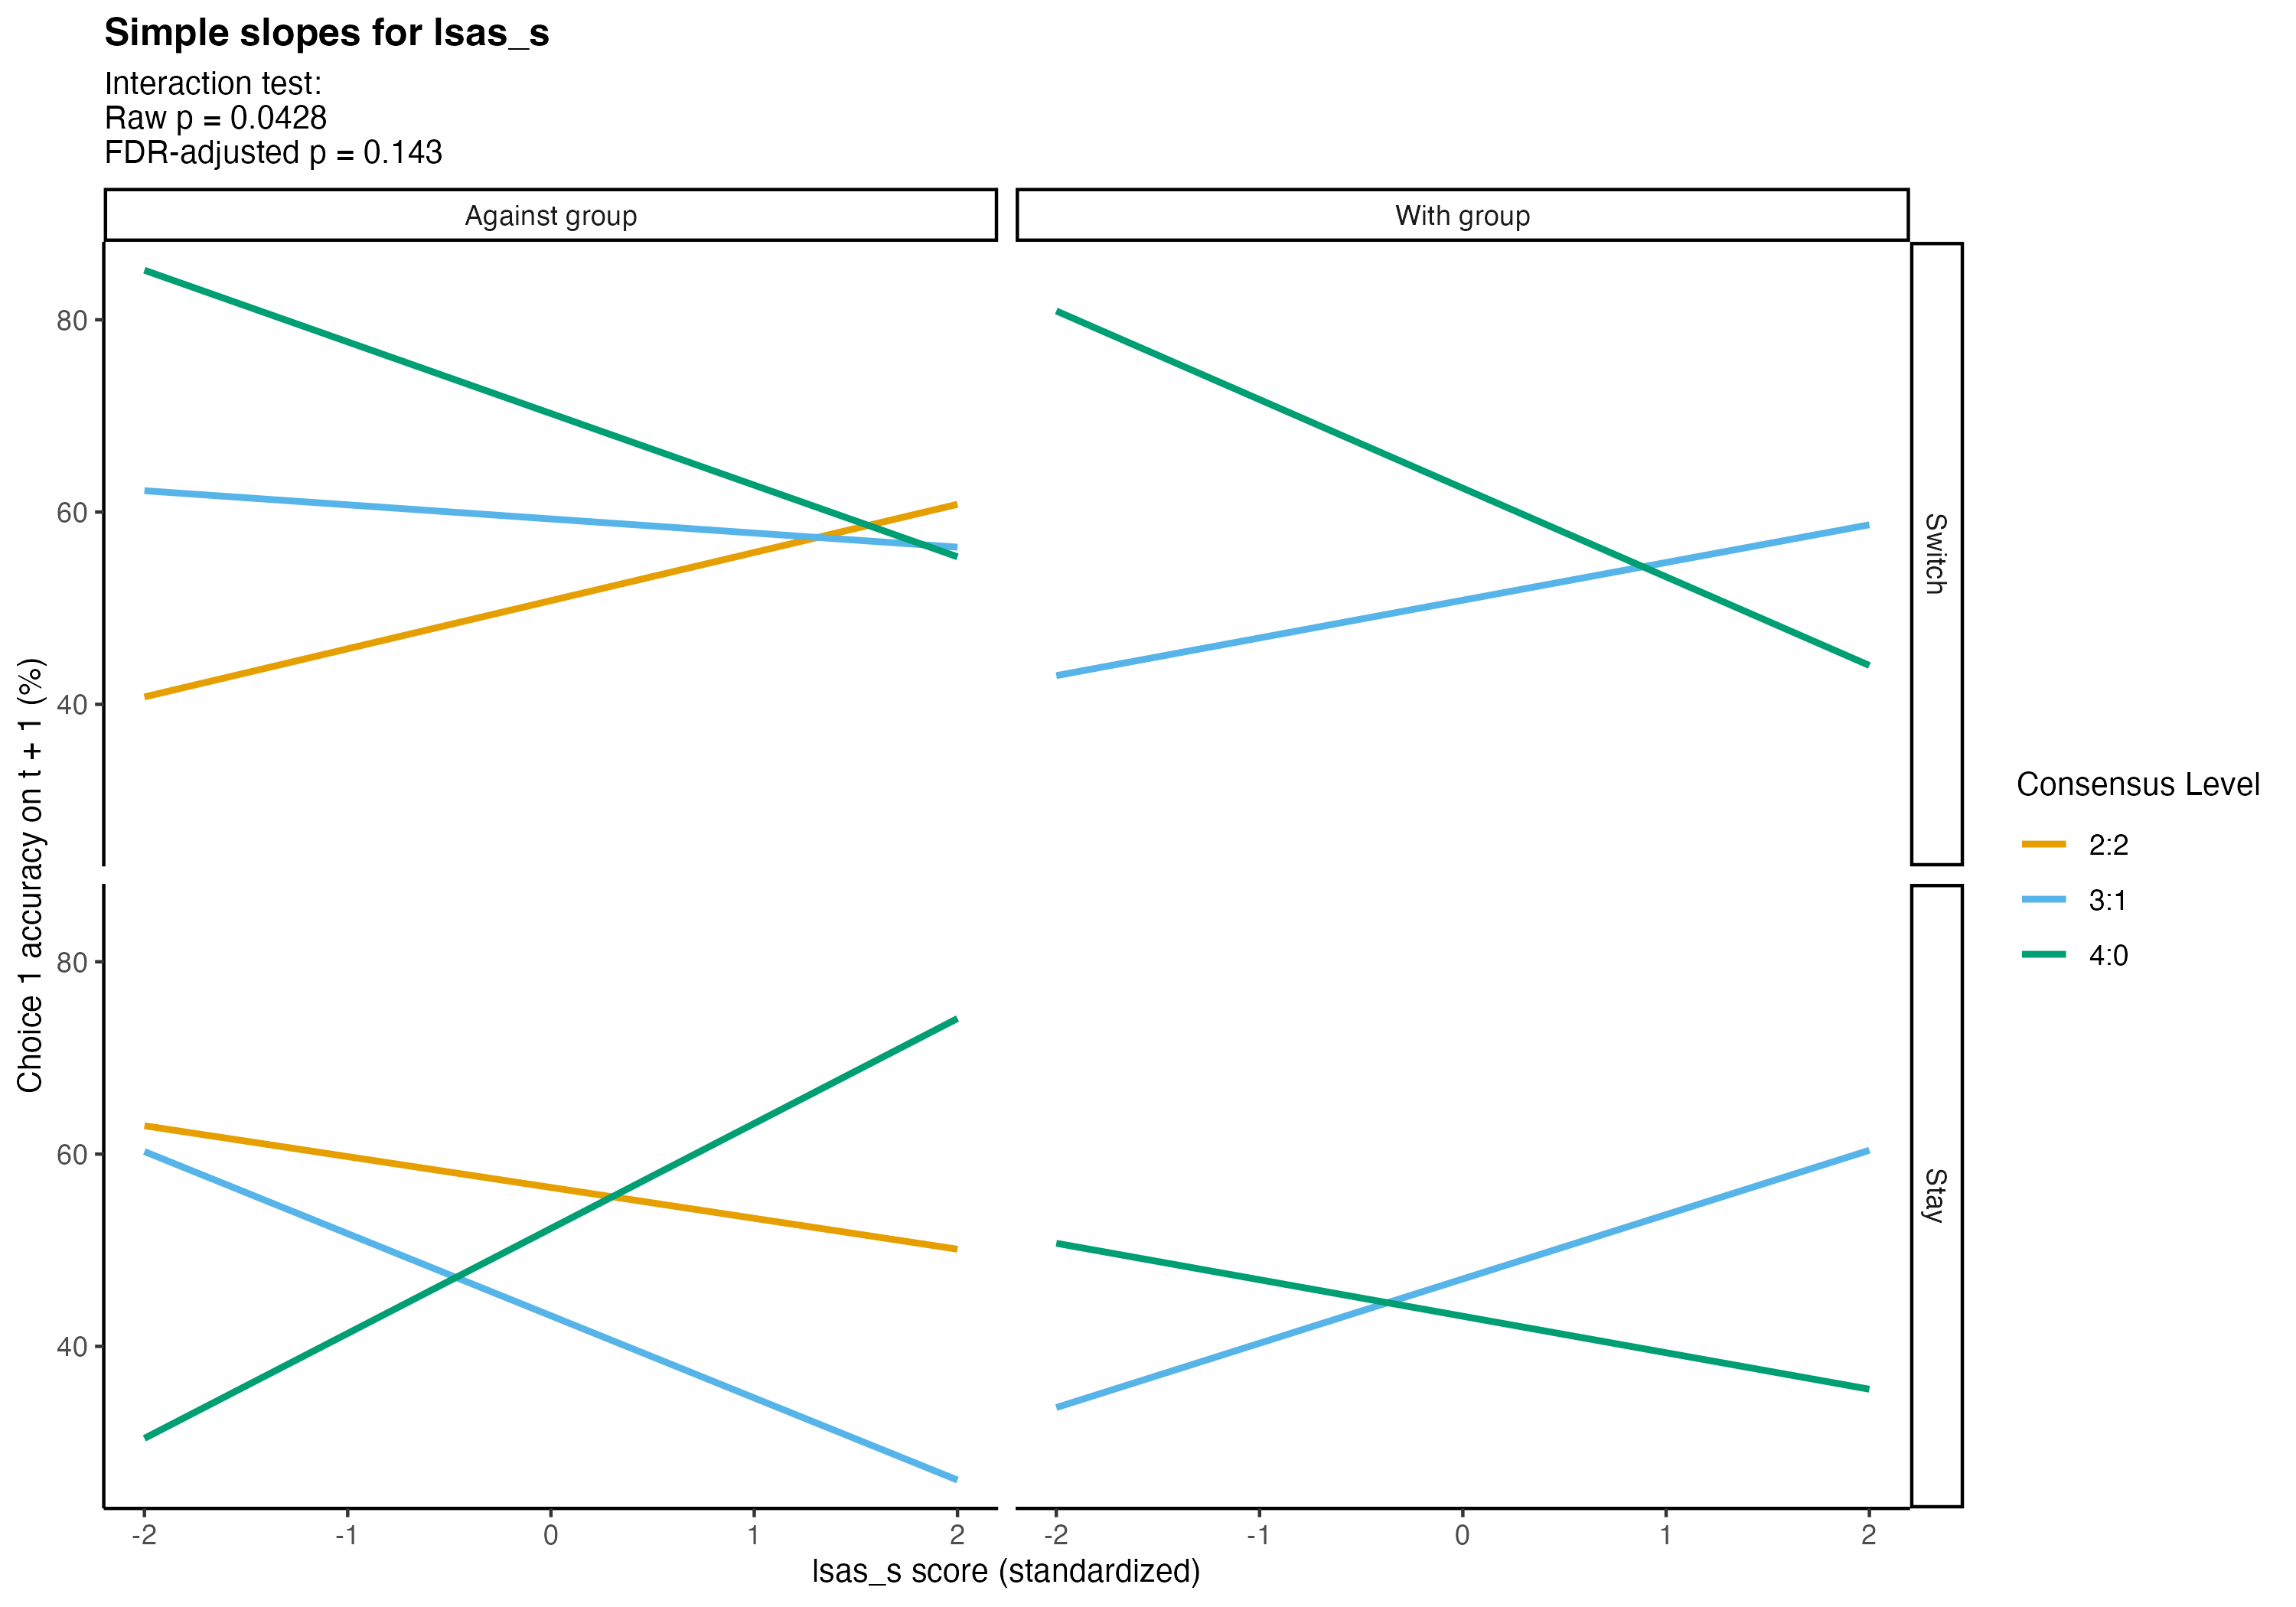 Simple slopes for lsas_s
Interaction test:
Raw p = 0.0428
FDR-adjusted p = 0.143
Against group
With group
80
60
40
Switch
80
60
40
Stay
Choice 1 accuracy on t + 1 (%)
-2 -1 0 1 2
-2 -1 0 1 2
lsas_s score (standardized)
Consensus Level
2:2
3:1
4:0